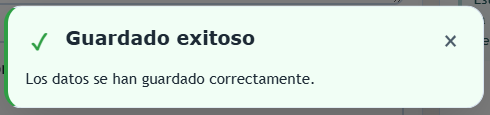 Guardado exitoso
Los datos se han guardado correctamente.